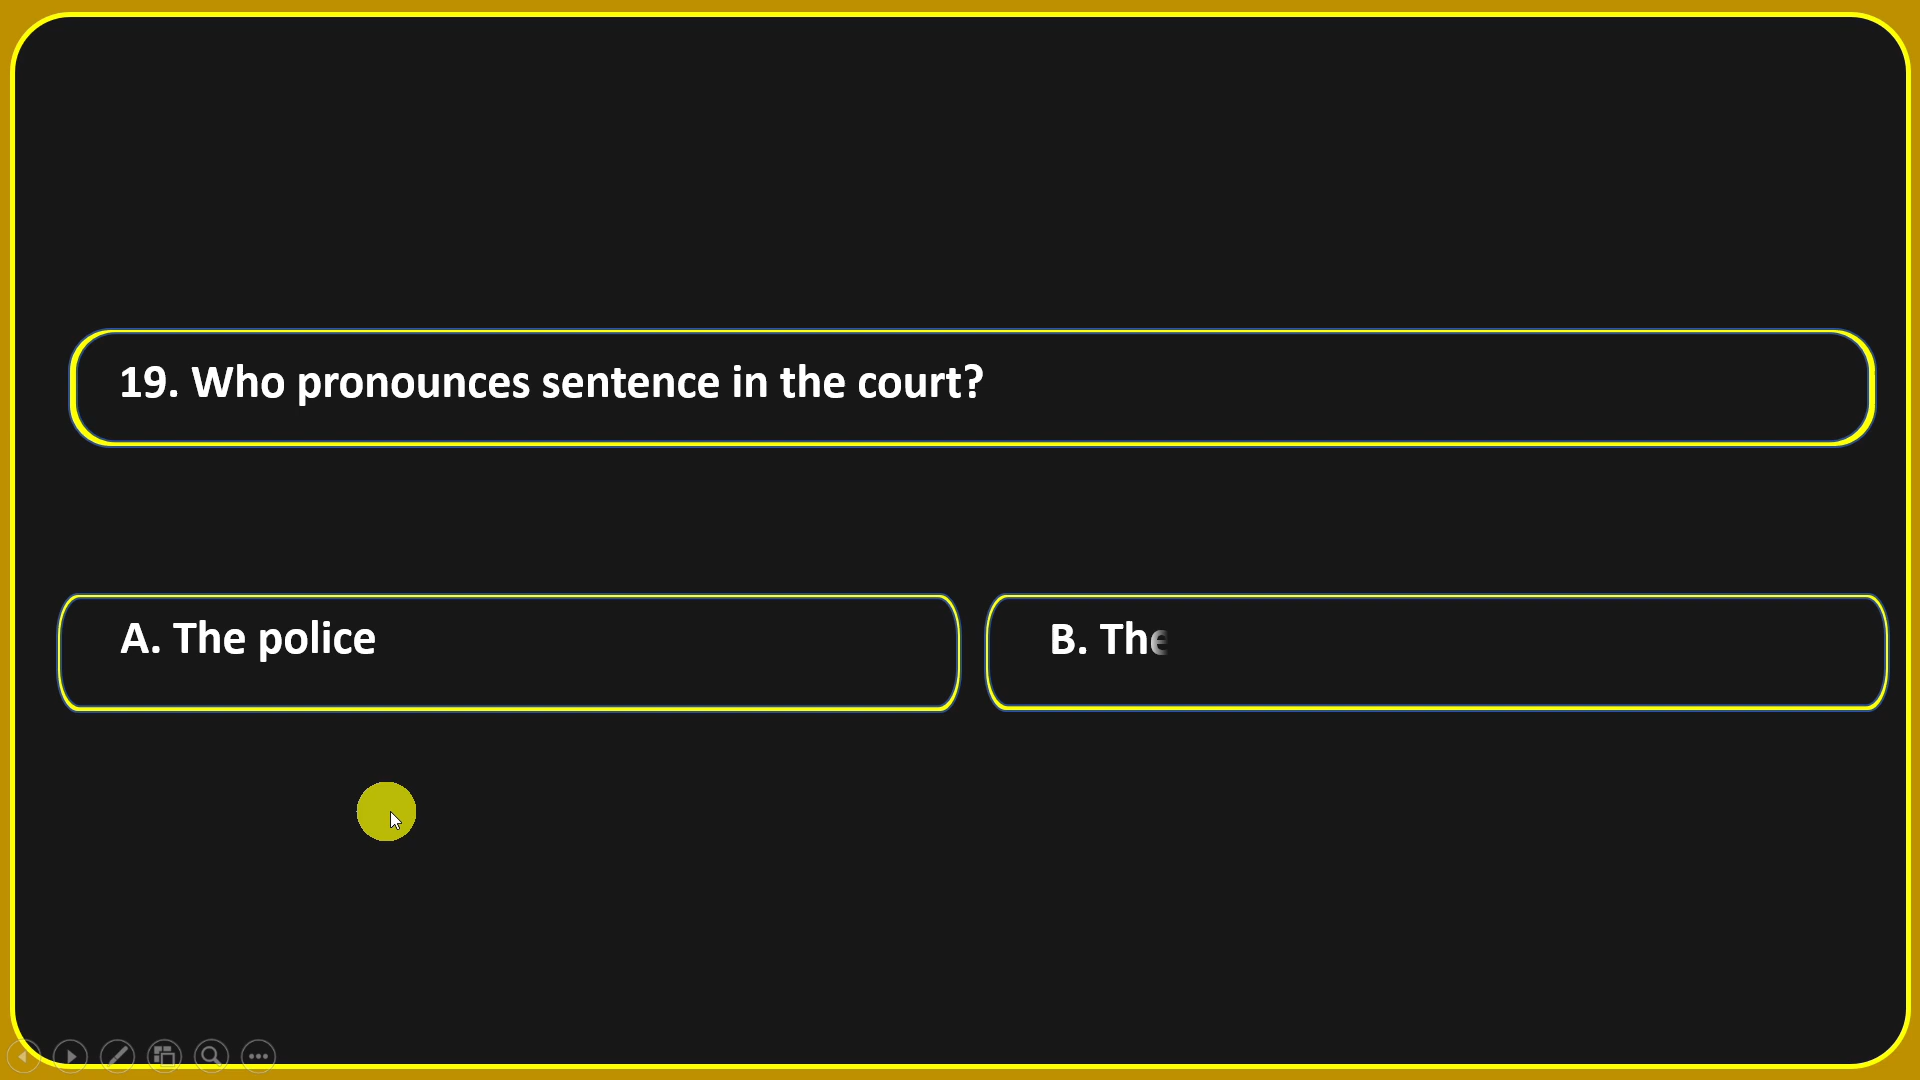 19. Who pronounces sentence in the court?
A. The police
B. The